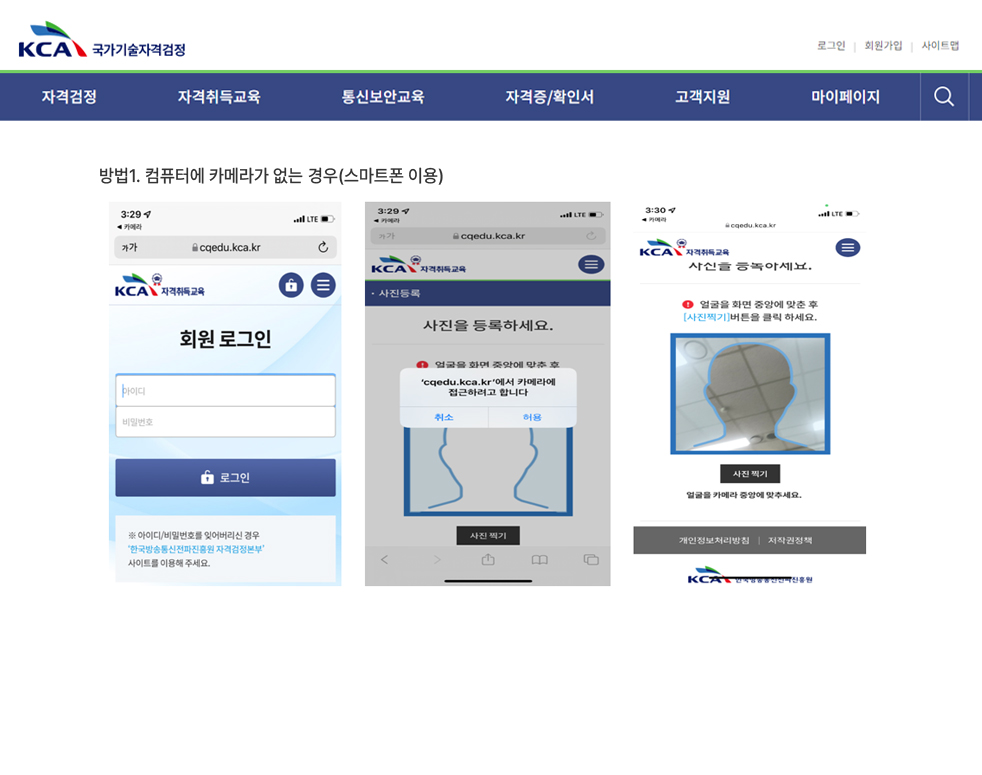 KCA 국가기술자격검정
로그인 | 회원가입 | 사이트맵
자격검정 자격취득교육 통신보안교육 자격증/확인서 고객지원 마이페이지
방법1. 컴퓨터에 카메라가 없는 경우(스마트폰 이용)
3:29 LTE
◀ 카메라
가가 cqedu.kca.kr
KCA 자격취득교육
회원 로그인
아이디
비밀번호
로그인
※ 아이디/비밀번호를 잊어버리신 경우
'한국방송통신전파진흥원 자격검정본부'
사이트를 이용해 주세요.
3:29 LTE
◀ 카메라
가가 cqedu.kca.kr
KCA 자격취득교육
· 사진등록
사진을 등록하세요.
얼굴을 화면 중앙에 맞춘 후
'cqedu.kca.kr'에서 카메라에
접근하려고 합니다
취소 허용
사진 찍기
3:30 LTE
◀ 카메라
cqedu.kca.kr
KCA 자격취득교육
사진을 등록하세요.
얼굴을 화면 중앙에 맞춘 후
[사진찍기]버튼을 클릭 하세요.
사진 찍기
얼굴을 카메라 중앙에 맞추세요.
개인정보처리방침 | 저작권정책
KCA 한국방송통신전파진흥원